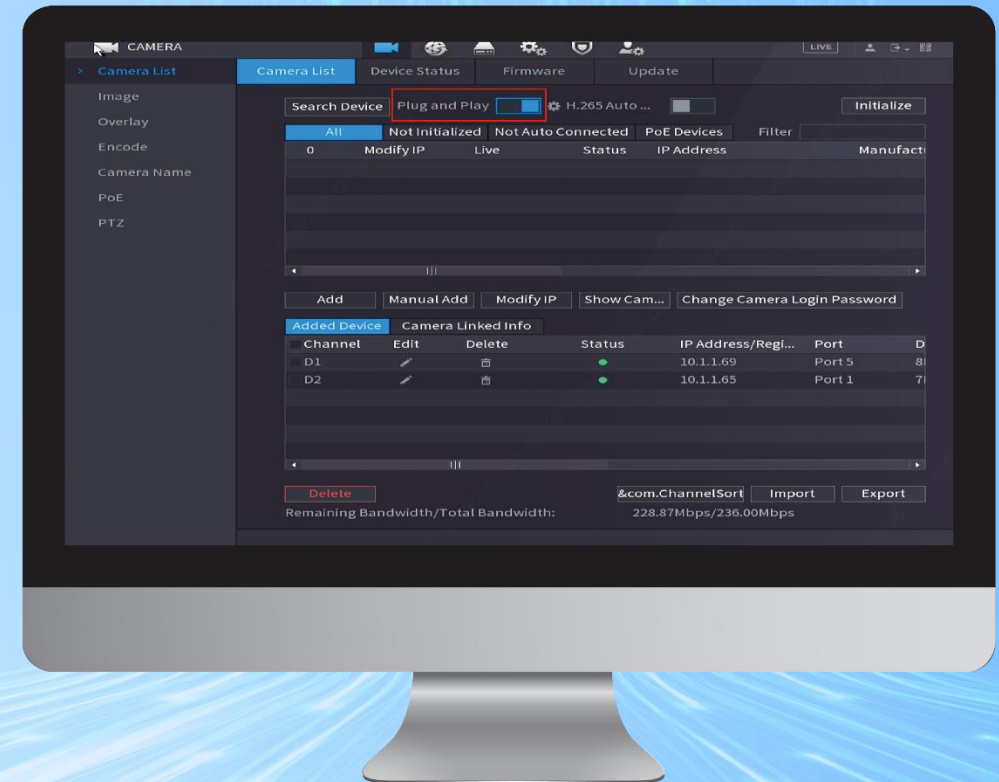 CAMERA
LIVE
> Camera List
Image
Overlay
Encode
Camera Name
PoE
PTZ
Camera List Device Status Firmware Update
Search Device Plug and Play H.265 Auto ... Initialize
All Not Initialized Not Auto Connected PoE Devices Filter
0 Modify IP Live Status IP Address Manufact
Add Manual Add Modify IP Show Cam... Change Camera Login Password
Added Device Camera Linked Info
Channel Edit Delete Status IP Address/Regi... Port D
D1 10.1.1.69 Port 5 8
D2 10.1.1.65 Port 1 7
Delete &com.ChannelSort Import Export
Remaining Bandwidth/Total Bandwidth: 228.87Mbps/236.00Mbps